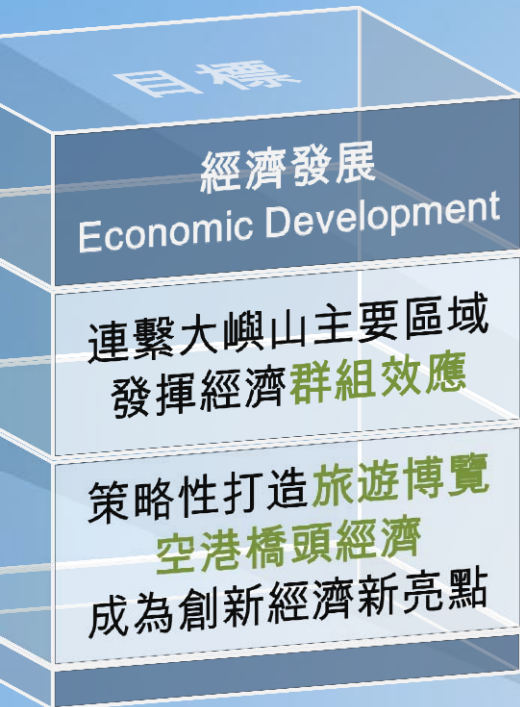 目標
經濟發展
Economic Development
連繫大嶼山主要區域
發揮經濟群組效應
策略性打造旅遊博覽
空港橋頭經濟
成為創新經濟新亮點